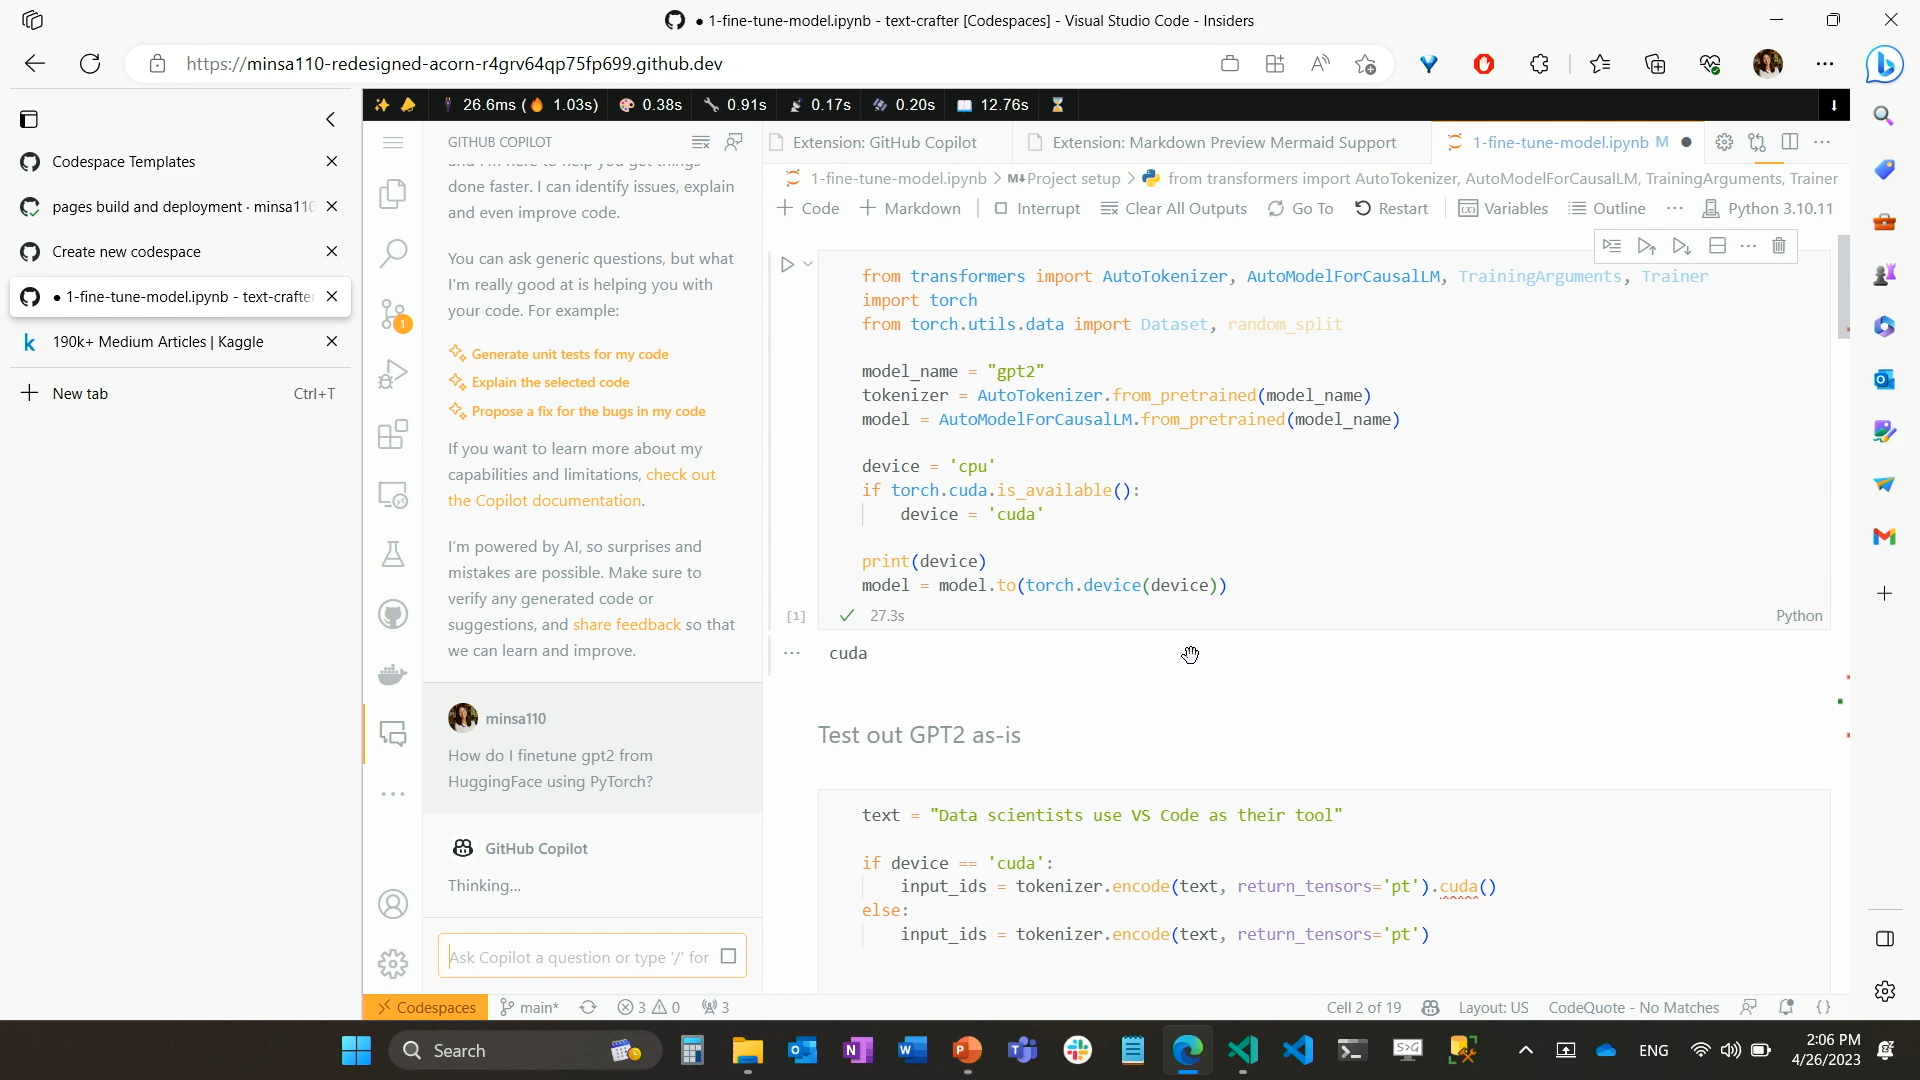 • 1-fine-tune-model.ipynb - text-crafter [Codespaces] - Visual Studio Code - Insiders
https://minsa110-redesigned-acorn-r4grv64qp75fp699.github.dev
Codespace Templates
pages build and deployment · minsa110
Create new codespace
• 1-fine-tune-model.ipynb - text-crafter
190k+ Medium Articles | Kaggle
New tab Ctrl+T
26.6ms ( 1.03s) 0.38s 0.91s 0.17s 0.20s 12.76s
GITHUB COPILOT
and I'm here to help you get things
done faster. I can identify issues, explain
and even improve code.
You can ask generic questions, but what
I'm really good at is helping you with
your code. For example:
Generate unit tests for my code
Explain the selected code
Propose a fix for the bugs in my code
If you want to learn more about my
capabilities and limitations, check out
the Copilot documentation.
I'm powered by AI, so surprises and
mistakes are possible. Make sure to
verify any generated code or
suggestions, and share feedback so that
we can learn and improve.
minsa110
How do I finetune gpt2 from
HuggingFace using PyTorch?
GitHub Copilot
Thinking...
Ask Copilot a question or type '/' for
Extension: GitHub Copilot Extension: Markdown Preview Mermaid Support 1-fine-tune-model.ipynb M
1-fine-tune-model.ipynb > M↓Project setup > from transformers import AutoTokenizer, AutoModelForCausalLM, TrainingArguments, Trainer
+ Code + Markdown Interrupt Clear All Outputs Go To Restart Variables Outline ... Python 3.10.11
from transformers import AutoTokenizer, AutoModelForCausalLM, TrainingArguments, Trainer
import torch
from torch.utils.data import Dataset, random_split
model_name = "gpt2"
tokenizer = AutoTokenizer.from_pretrained(model_name)
model = AutoModelForCausalLM.from_pretrained(model_name)
device = 'cpu'
if torch.cuda.is_available():
device = 'cuda'
print(device)
model = model.to(torch.device(device))
[1] 27.3s Python
cuda
Test out GPT2 as-is
text = "Data scientists use VS Code as their tool"
if device == 'cuda':
input_ids = tokenizer.encode(text, return_tensors='pt').cuda()
else:
input_ids = tokenizer.encode(text, return_tensors='pt')
Codespaces main* 3 0 3 Cell 2 of 19 Layout: US CodeQuote - No Matches
Search ENG 2:06 PM
4/26/2023